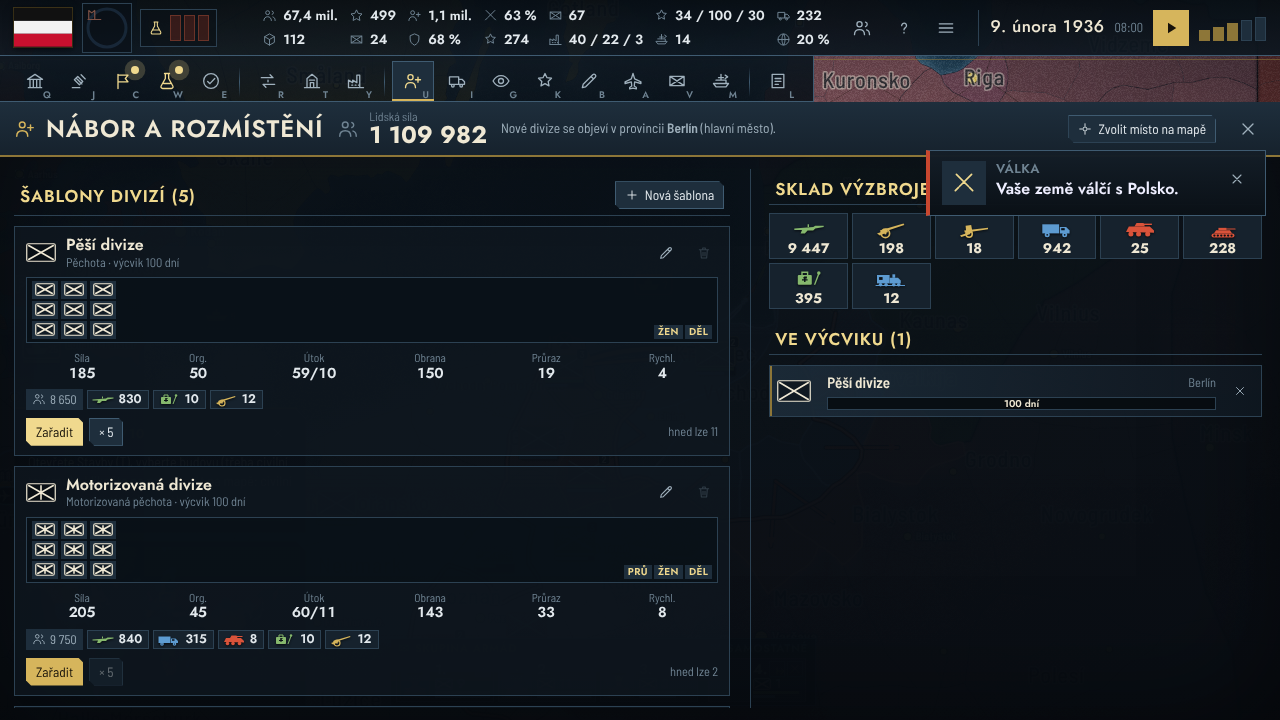 67,4 mil. 499 1,1 mil. 63 % 67 34 / 100 / 30 232
112 24 68 % 274 40 / 22 / 3 14 20 %
? 9. února 1936 08:00
Q J C W E R T Y U I G K B A V M L
Kuronsko Rīga
NÁBOR A ROZMÍSTĚNÍ
Lidská síla
1 109 982
Nové divize se objeví v provincii Berlín (hlavní město).
Zvolit místo na mapě
VÁLKA
Vaše země válčí s Polskem.
ŠABLONY DIVIZÍ (5)
Nová šablona
Pěší divize
Pěchota · výcvik 100 dní
ŽEN DĚL
Síla Org. Útok Obrana Průraz Rychl.
185 50 59/10 150 19 4
8 650 830 10 12
Zařadit × 5 hned lze 11
Motorizovaná divize
Motorizovaná pěchota · výcvik 100 dní
PRŮ ŽEN DĚL
Síla Org. Útok Obrana Průraz Rychl.
205 45 60/11 143 33 8
9 750 840 315 8 10 12
Zařadit × 5 hned lze 2
SKLAD VÝZBROJE
9 447 198 18 942 25 228
395 12
VE VÝCVIKU (1)
Pěší divize Berlín
100 dní